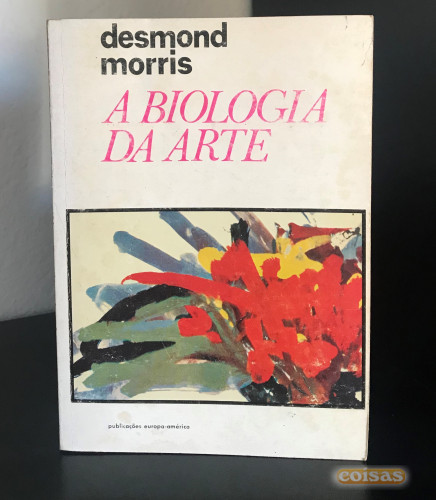 desmond
morris
A BIOLOGIA
DA ARTE
publicações europa-américa
coisas